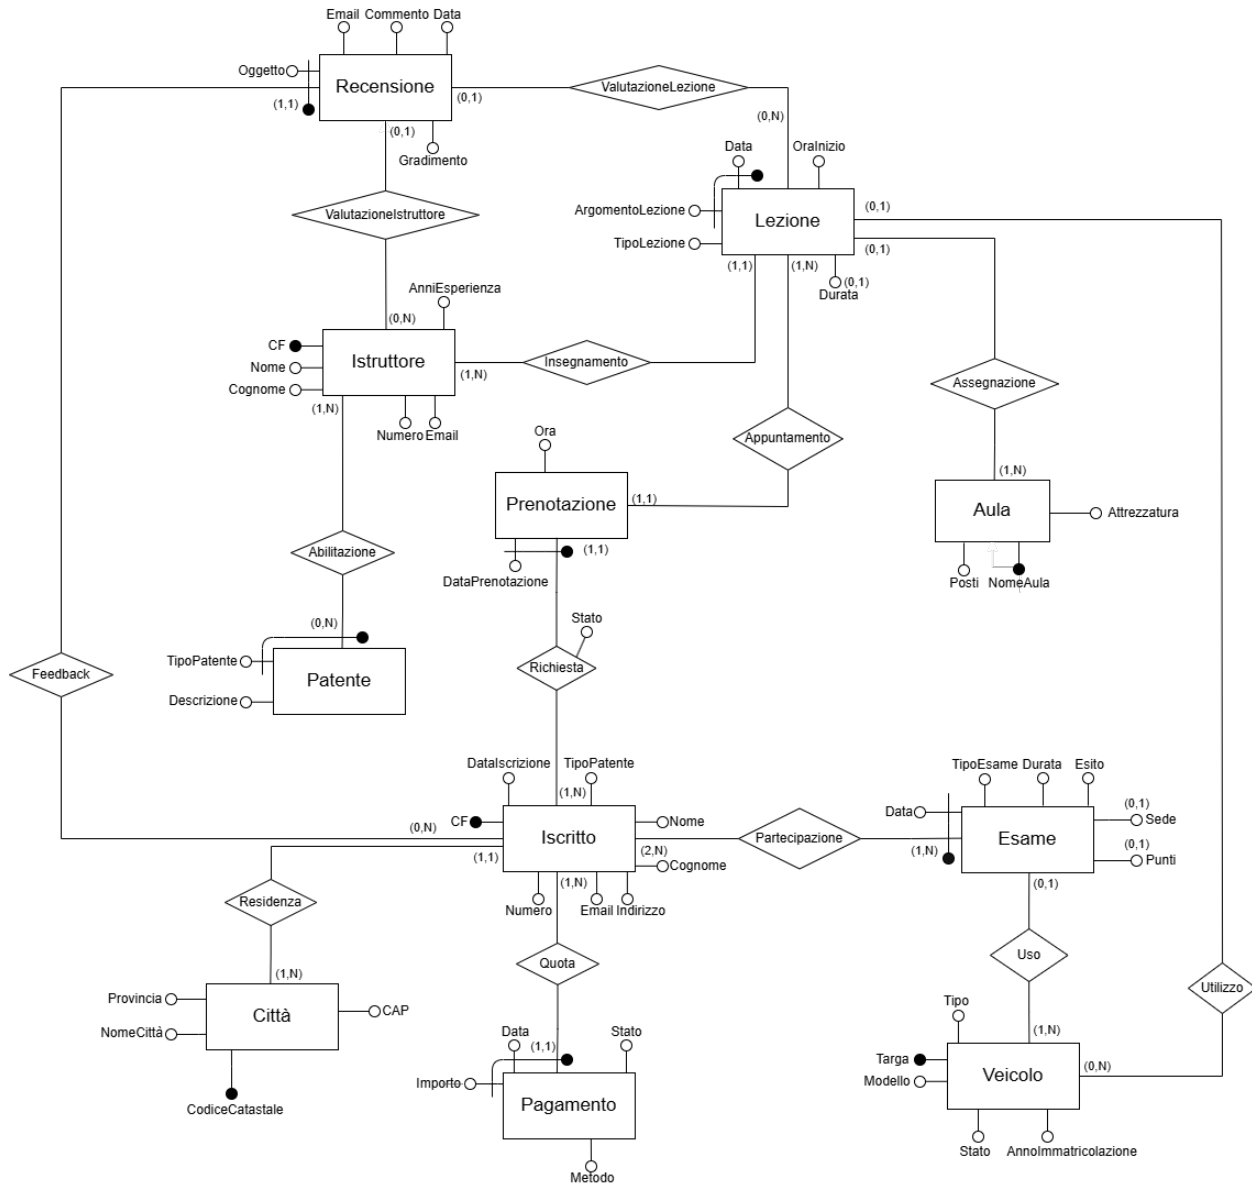 Email Commento Data
Oggetto
Recensione
(1,1)
(0,1)
ValutazioneLezione
(0,1)
Gradimento
(0,N)
Data
OraInizio
ValutazioneIstruttore
ArgomentoLezione
Lezione
(0,1)
TipoLezione
(0,1)
(1,1)
(1,N)
(0,1)
Durata
AnniEsperienza
(0,N)
CF
Nome
Istruttore
Cognome
(1,N)
Insegnamento
(1,N)
Numero Email
Assegnazione
Ora
Appuntamento
(1,N)
Prenotazione
(1,1)
Aula
Attrezzatura
(1,1)
Abilitazione
DataPrenotazione
Posti
NomeAula
(0,N)
Stato
TipoPatente
Patente
Richiesta
Feedback
Descrizione
DataIscrizione
TipoPatente
TipoEsame Durata Esito
(1,N)
Data
(0,1)
Sede
CF
Nome
(0,N)
Iscritto
Partecipazione
Esame
(1,1)
(2,N)
(1,N)
(0,1)
Punti
Cognome
(1,N)
(0,1)
Residenza
Numero
Email Indirizzo
Quota
Uso
(1,N)
Utilizzo
Provincia
Città
CAP
Tipo
NomeCittà
Data
Stato
(1,1)
(1,N)
Targa
Veicolo
(0,N)
Importo
Modello
Pagamento
CodiceCatastale
Stato
AnnoImmatricolazione
Metodo